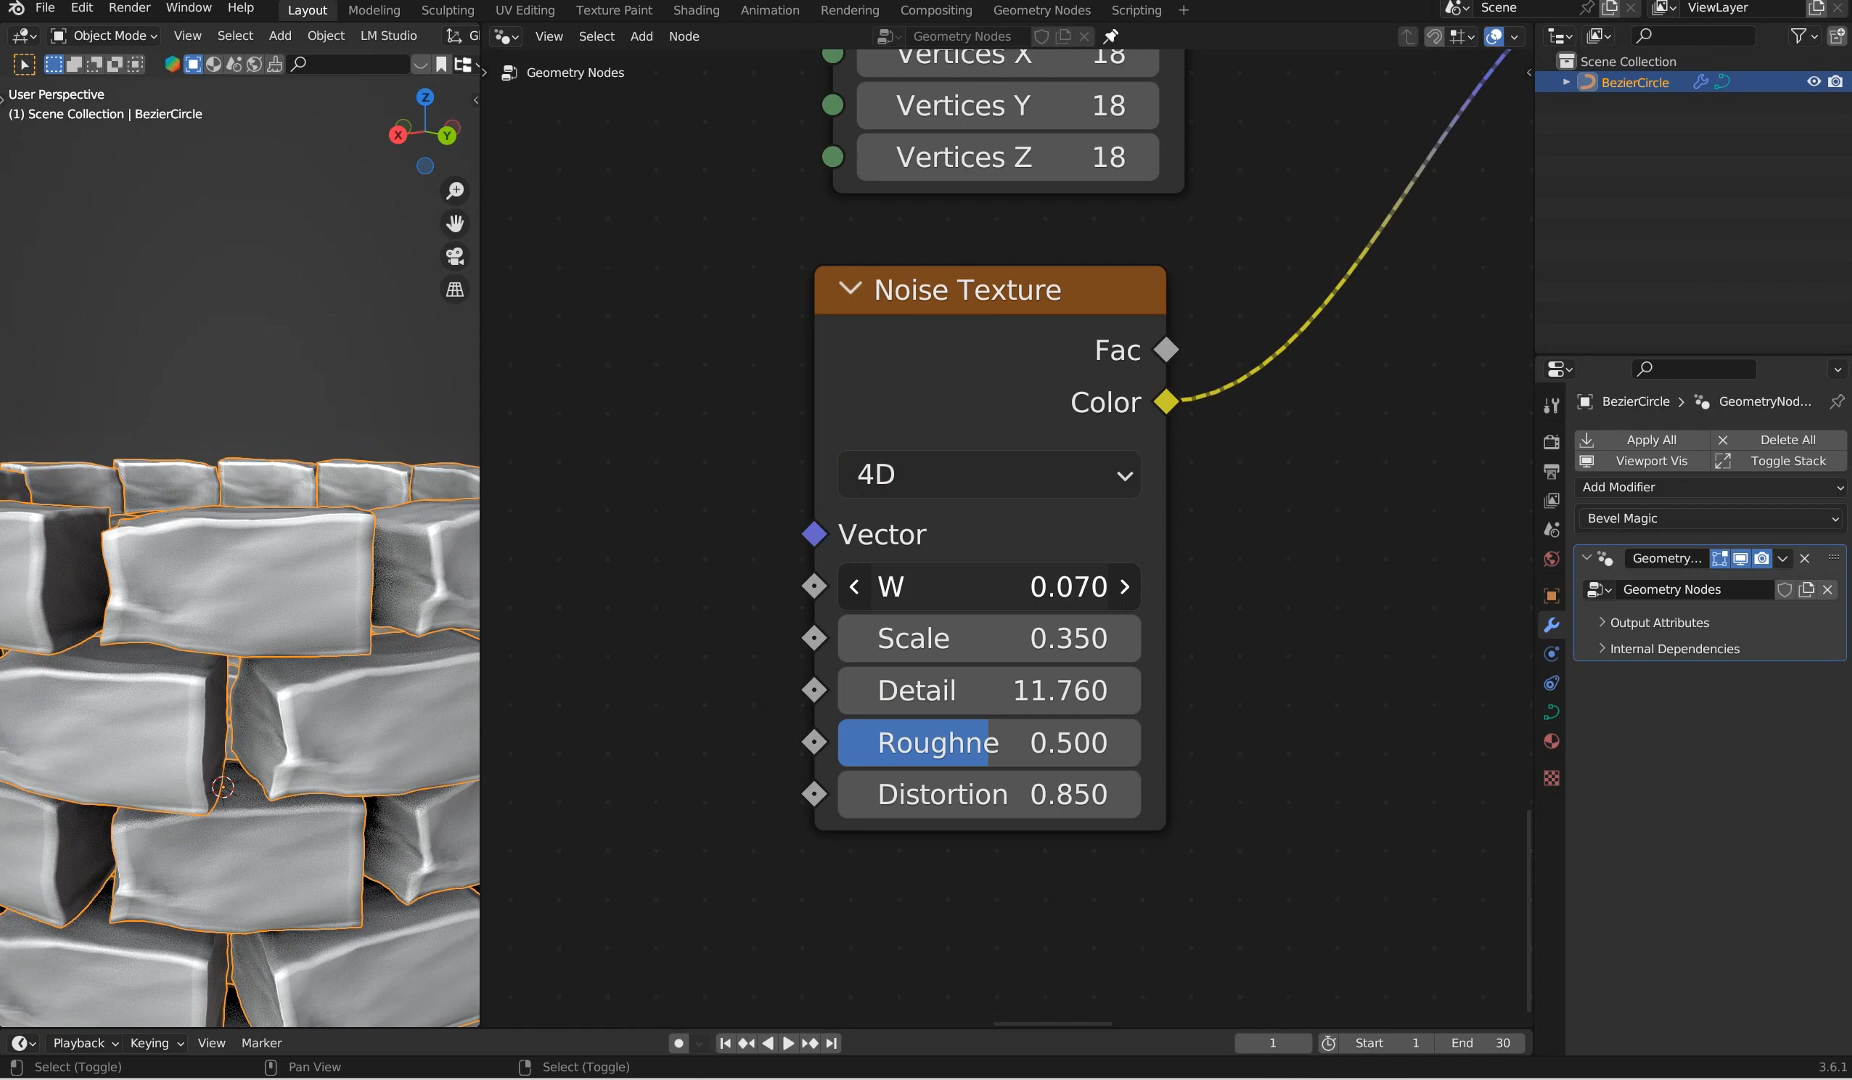 File Edit Render Window Help Layout Modeling Sculpting UV Editing Texture Paint Shading Animation Rendering Compositing Geometry Nodes Scripting + Scene ViewLayer
Object Mode View Select Add Object LM Studio G View Select Add Node Geometry Nodes
Scene Collection
BezierCircle
Geometry Nodes
User Perspective
(1) Scene Collection | BezierCircle
Z
X
Y
Vertices X 18
Vertices Y 18
Vertices Z 18
Noise Texture
Fac
Color
4D
Vector
W 0.070
Scale 0.350
Detail 11.760
Roughne 0.500
Distortion 0.850
BezierCircle > GeometryNod...
Apply All Delete All
Viewport Vis Toggle Stack
Add Modifier
Bevel Magic
Geometry...
Geometry Nodes
Output Attributes
Internal Dependencies
Playback Keying View Marker 1 Start 1 End 30
Select (Toggle) Pan View Select (Toggle) 3.6.1